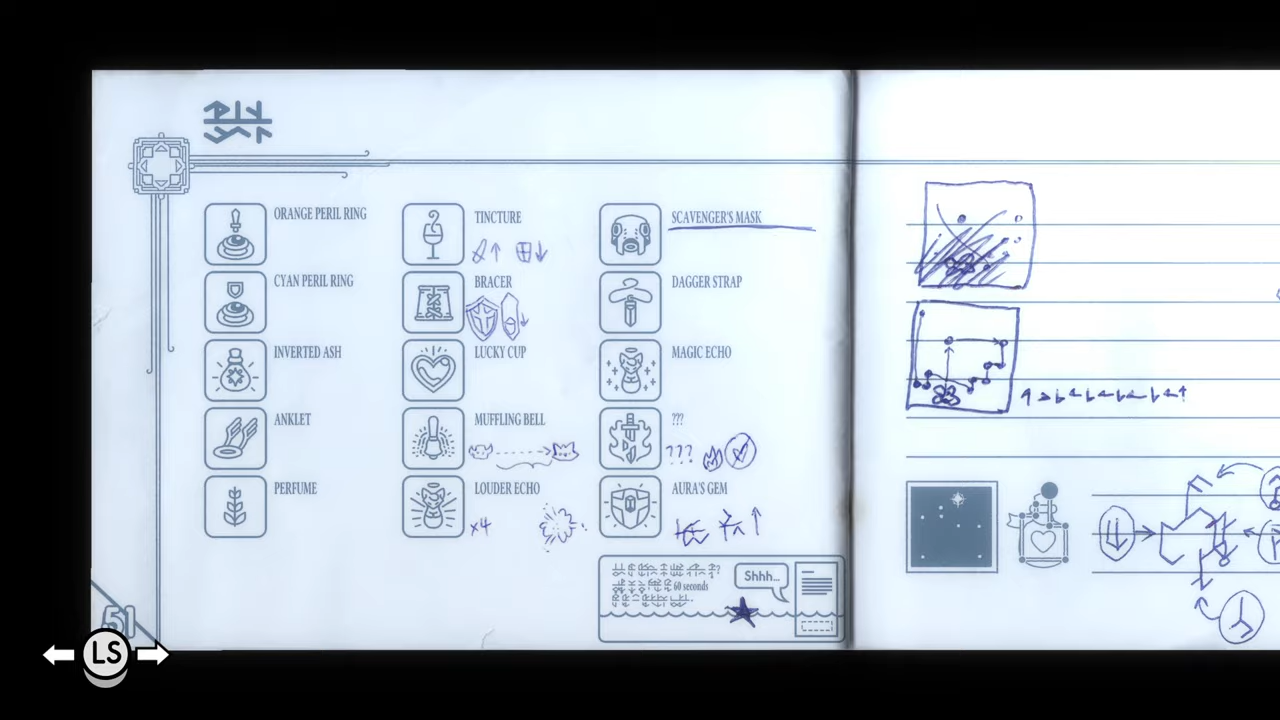 ORANGE PERIL RING
CYAN PERIL RING
INVERTED ASH
ANKLET
PERFUME
TINCTURE
BRACER
LUCKY CUP
MUFFLING BELL
LOUDER ECHO
x4
SCAVENGER'S MASK
DAGGER STRAP
MAGIC ECHO
???
???
AURA'S GEM
60 seconds
Shhh...
51
LS